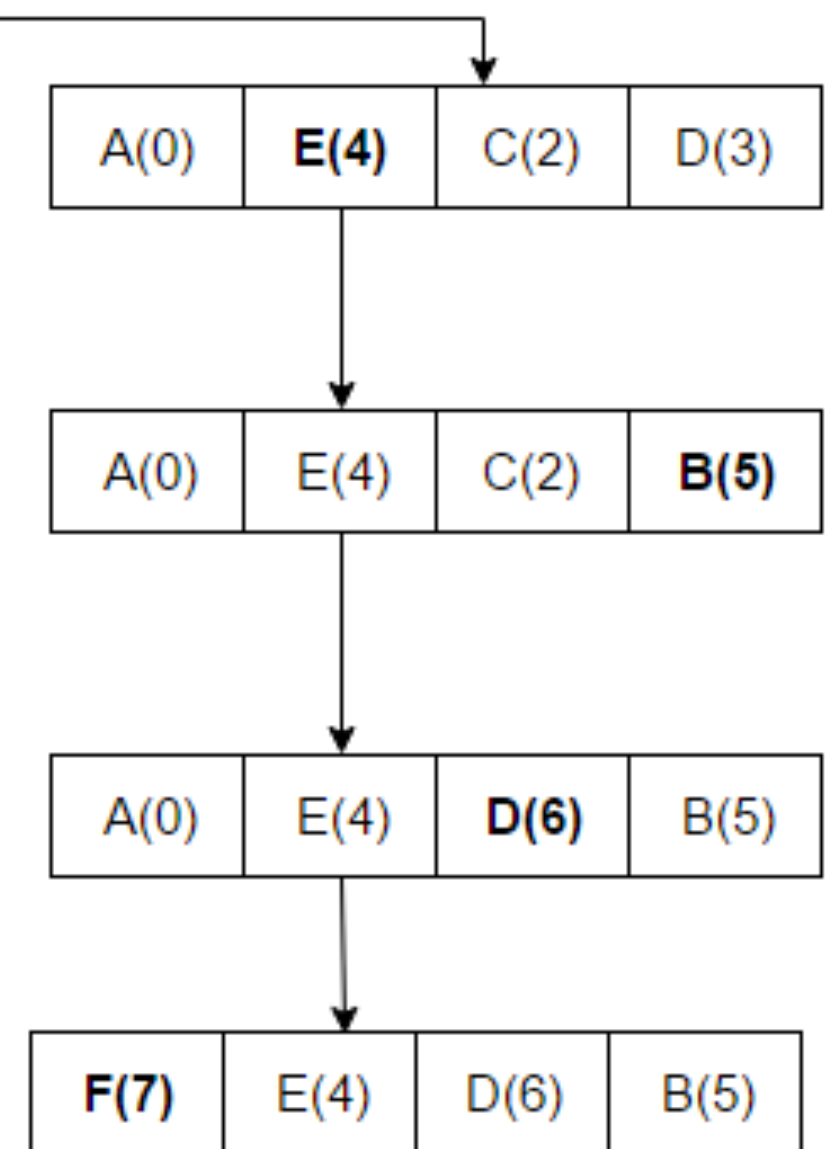 A(0) E(4) C(2) D(3)
A(0) E(4) C(2) B(5)
A(0) E(4) D(6) B(5)
F(7) E(4) D(6) B(5)